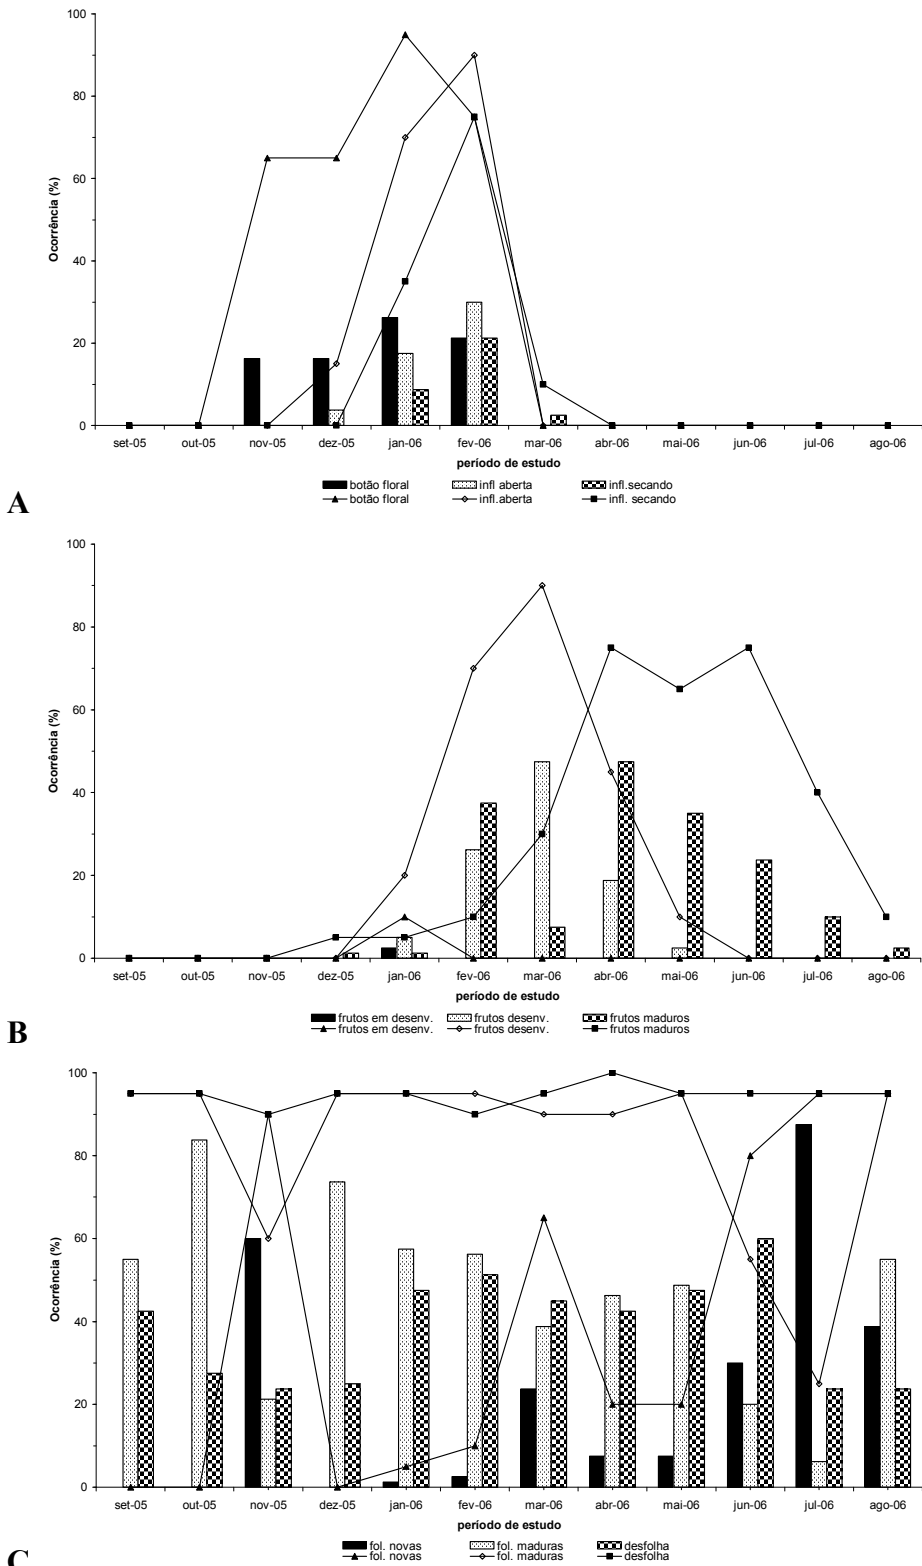 100
80
60
40
20
0
Ocorrência (%)
set-05 out-05 nov-05 dez-05 jan-06 fev-06 mar-06 abr-06 mai-06 jun-06 jul-06 ago-06
período de estudo
botão floral infl aberta infl.secando
botão floral infl.aberta infl. secando
A
100
80
60
40
20
0
Ocorrência (%)
set-05 out-05 nov-05 dez-05 jan-06 fev-06 mar-06 abr-06 mai-06 jun-06 jul-06 ago-06
período de estudo
frutos em desenv. frutos desenv. frutos maduros
frutos em desenv. frutos desenv. frutos maduros
B
100
80
60
40
20
0
Ocorrência (%)
set-05 out-05 nov-05 dez-05 jan-06 fev-06 mar-06 abr-06 mai-06 jun-06 jul-06 ago-06
período de estudo
fol. novas fol. maduras desfolha
fol. novas fol. maduras desfolha
C